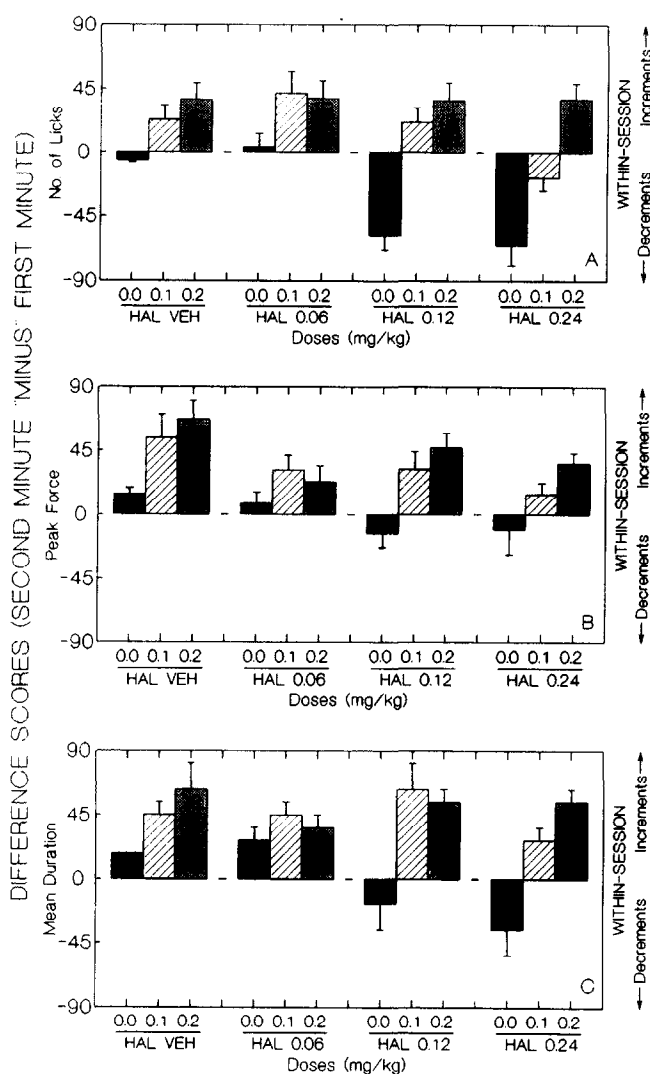 DIFFERENCE SCORES (SECOND MINUTE "MINUS" FIRST MINUTE)
No of Licks
90
45
0
-45
-90
A
WITHIN-SESSION
← Decrements Increments →
0.0 0.1 0.2 0.0 0.1 0.2 0.0 0.1 0.2 0.0 0.1 0.2
HAL VEH HAL 0.06 HAL 0.12 HAL 0.24
Doses (mg/kg)
Peak Force
90
45
0
-45
-90
B
WITHIN-SESSION
← Decrements Increments →
0.0 0.1 0.2 0.0 0.1 0.2 0.0 0.1 0.2 0.0 0.1 0.2
HAL VEH HAL 0.06 HAL 0.12 HAL 0.24
Doses (mg/kg)
Mean Duration
90
45
0
-45
-90
C
WITHIN-SESSION
← Decrements Increments →
0.0 0.1 0.2 0.0 0.1 0.2 0.0 0.1 0.2 0.0 0.1 0.2
HAL VEH HAL 0.06 HAL 0.12 HAL 0.24
Doses (mg/kg)